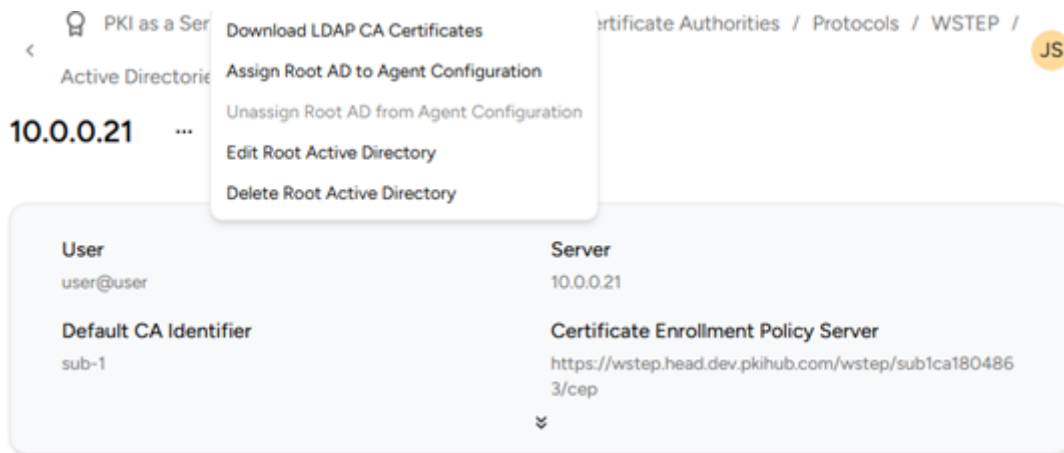 PKI as a Ser
Download LDAP CA Certificates
ertificate Authorities / Protocols / WSTEP /
JS
Active Directorie
Assign Root AD to Agent Configuration
Unassign Root AD from Agent Configuration
10.0.0.21 ...
Edit Root Active Directory
Delete Root Active Directory
User
Server
user@user
10.0.0.21
Default CA Identifier
Certificate Enrollment Policy Server
sub-1
https://wstep.head.dev.pkihub.com/wstep/sub1ca180486
3/cep